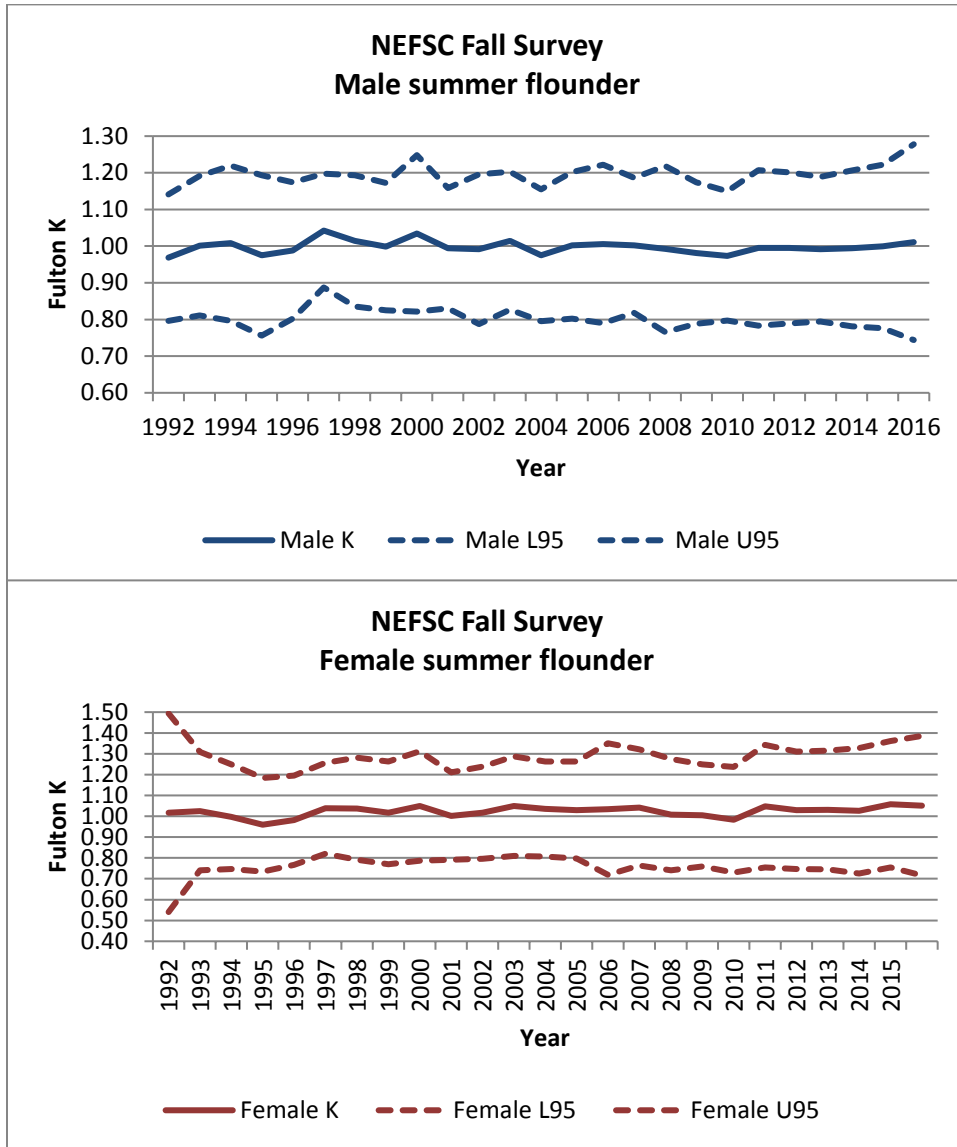 NEFSC Fall Survey
Male summer flounder
Fulton K
1.30
1.20
1.10
1.00
0.90
0.80
0.70
0.60
1992 1994 1996 1998 2000 2002 2004 2006 2008 2010 2012 2014 2016
Year
Male K Male L95 Male U95
NEFSC Fall Survey
Female summer flounder
Fulton K
1.50
1.40
1.30
1.20
1.10
1.00
0.90
0.80
0.70
0.60
0.50
0.40
1992 1993 1994 1995 1996 1997 1998 1999 2000 2001 2002 2003 2004 2005 2006 2007 2008 2009 2010 2011 2012 2013 2014 2015
Year
Female K Female L95 Female U95